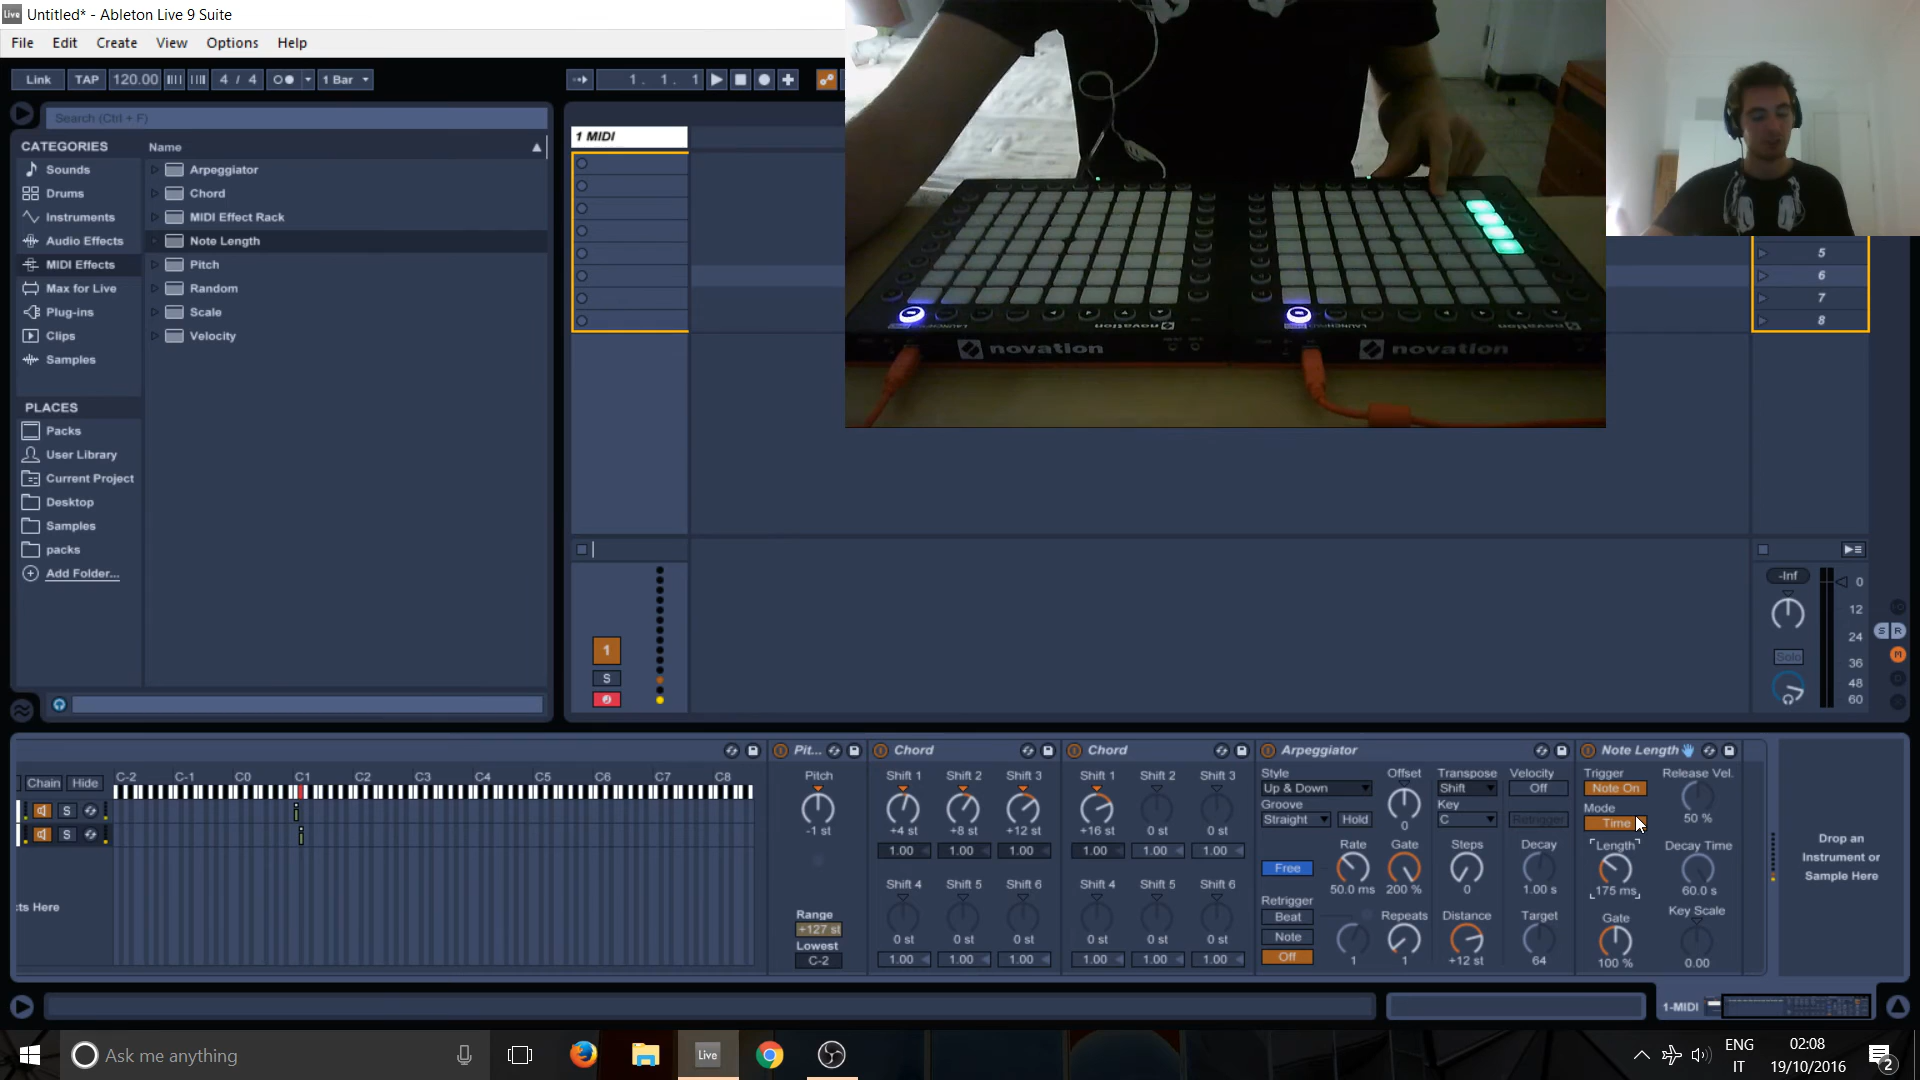 Live Untitled* - Ableton Live 9 Suite
File Edit Create View Options Help
Link TAP 120.00 4 / 4 1 Bar 1. 1. 1
Search (Ctrl + F)
CATEGORIES
Sounds
Drums
Instruments
Audio Effects
MIDI Effects
Max for Live
Plug-ins
Clips
Samples
PLACES
Packs
User Library
Current Project
Desktop
Samples
packs
Add Folder...
Name
Arpeggiator
Chord
MIDI Effect Rack
Note Length
Pitch
Random
Scale
Velocity
1 MIDI
novation
novation
5
6
7
8
1
S
-Inf
Solo
0
12
24
36
48
60
S R
M
Chain Hide
C-2 C-1 C0 C1 C2 C3 C4 C5 C6 C7 C8
S
S
cts Here
Pit...
Pitch
-1 st
Range
+127 st
Lowest
C-2
Chord
Shift 1 Shift 2 Shift 3
+4 st +8 st +12 st
1.00 1.00 1.00
Shift 4 Shift 5 Shift 6
0 st 0 st 0 st
1.00 1.00 1.00
Chord
Shift 1 Shift 2 Shift 3
+16 st 0 st 0 st
1.00 1.00 1.00
Shift 4 Shift 5 Shift 6
0 st 0 st 0 st
1.00 1.00 1.00
Arpeggiator
Style
Up & Down
Groove
Straight Hold
Offset
0
Transpose
Shift
Key
C
Velocity
Off
Retrigger
Free
Rate
50.0 ms
Gate
200 %
Steps
0
Decay
1.00 s
Retrigger
Beat
Note
Off
1
Repeats
1
Distance
+12 st
Target
64
Note Length
Trigger
Note On
Mode
Time
Length
175 ms
Gate
100 %
Release Vel.
50 %
Decay Time
60.0 s
Key Scale
0.00
Drop an
Instrument or
Sample Here
1-MIDI
Ask me anything
Live
ENG
IT
02:08
19/10/2016
2